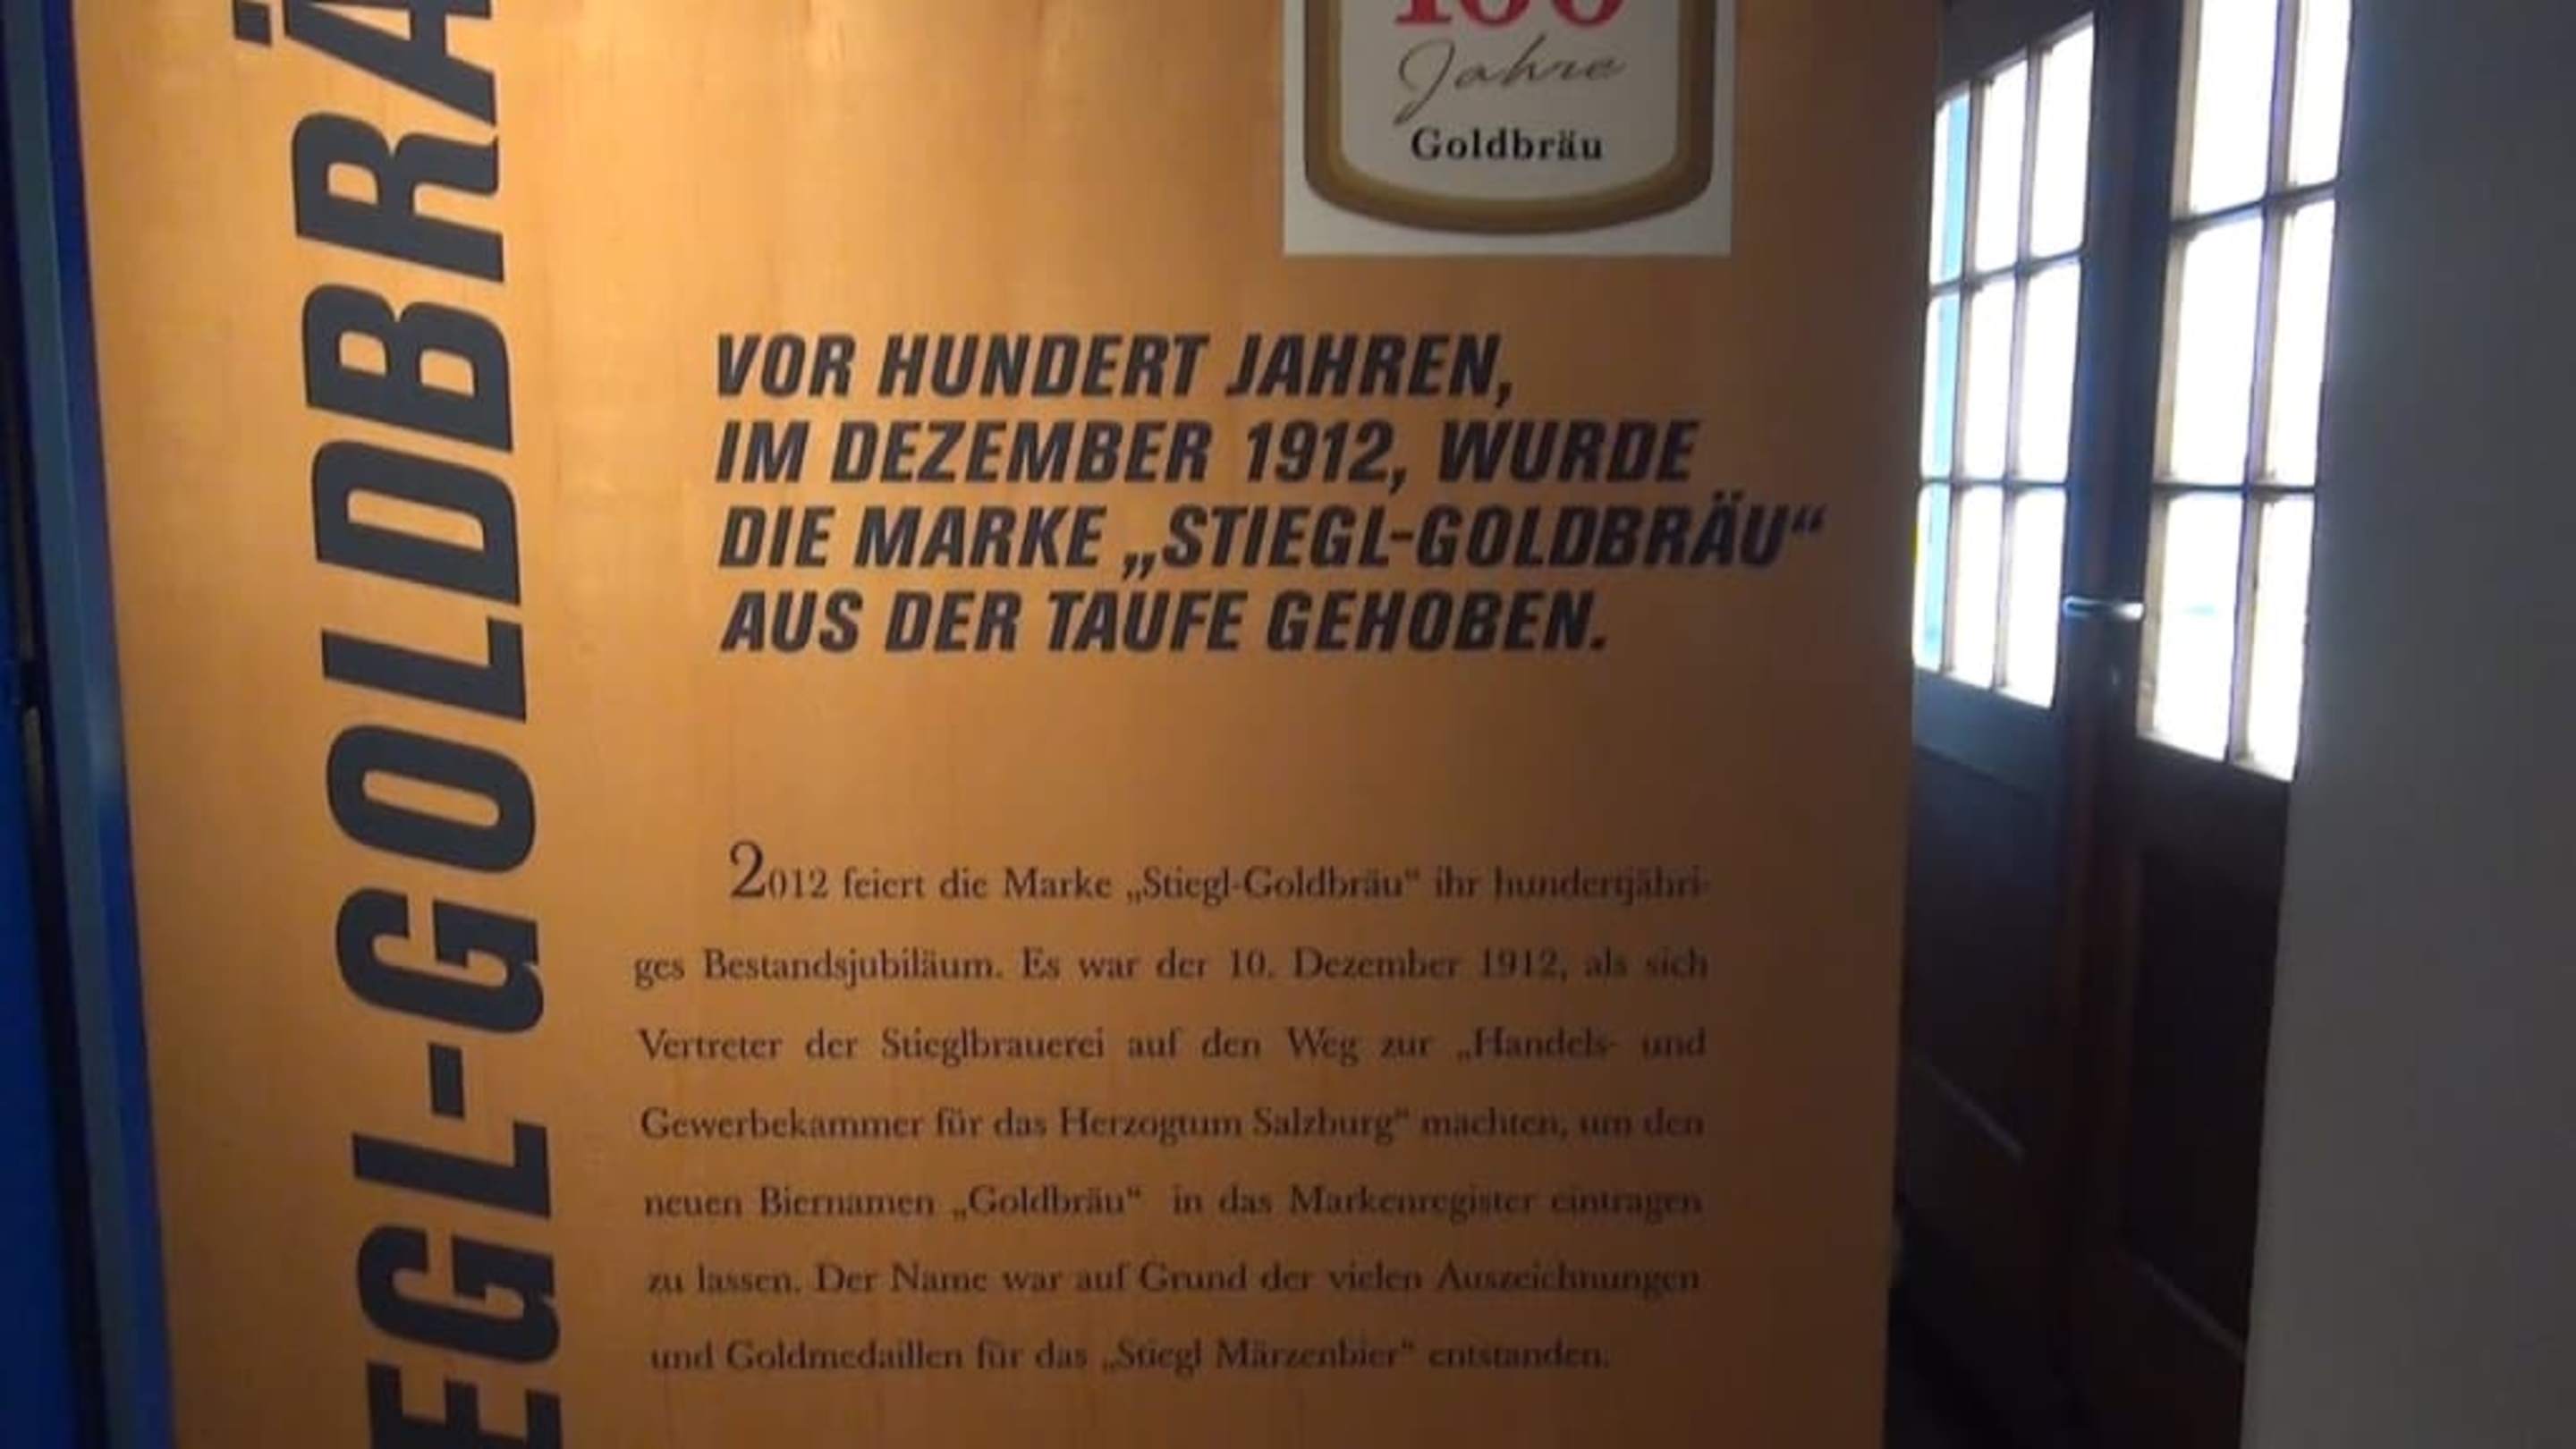 STIEGL-GOLDBRÄ
100
Jahre
Goldbräu
VOR HUNDERT JAHREN,
IM DEZEMBER 1912, WURDE
DIE MARKE „STIEGL-GOLDBRÄU“
AUS DER TAUFE GEHOBEN.
2012 feiert die Marke „Stiegl-Goldbräu“ ihr hundertjähri-
ges Bestandsjubiläum. Es war der 10. Dezember 1912, als sich
Vertreter der Stieglbrauerei auf den Weg zur „Handels- und
Gewerbekammer für das Herzogtum Salzburg“ machten, um den
neuen Biernamen „Goldbräu“ in das Markenregister eintragen
zu lassen. Der Name war auf Grund der vielen Auszeichnungen
und Goldmedaillen für das „Stiegl Märzenbier“ entstanden.